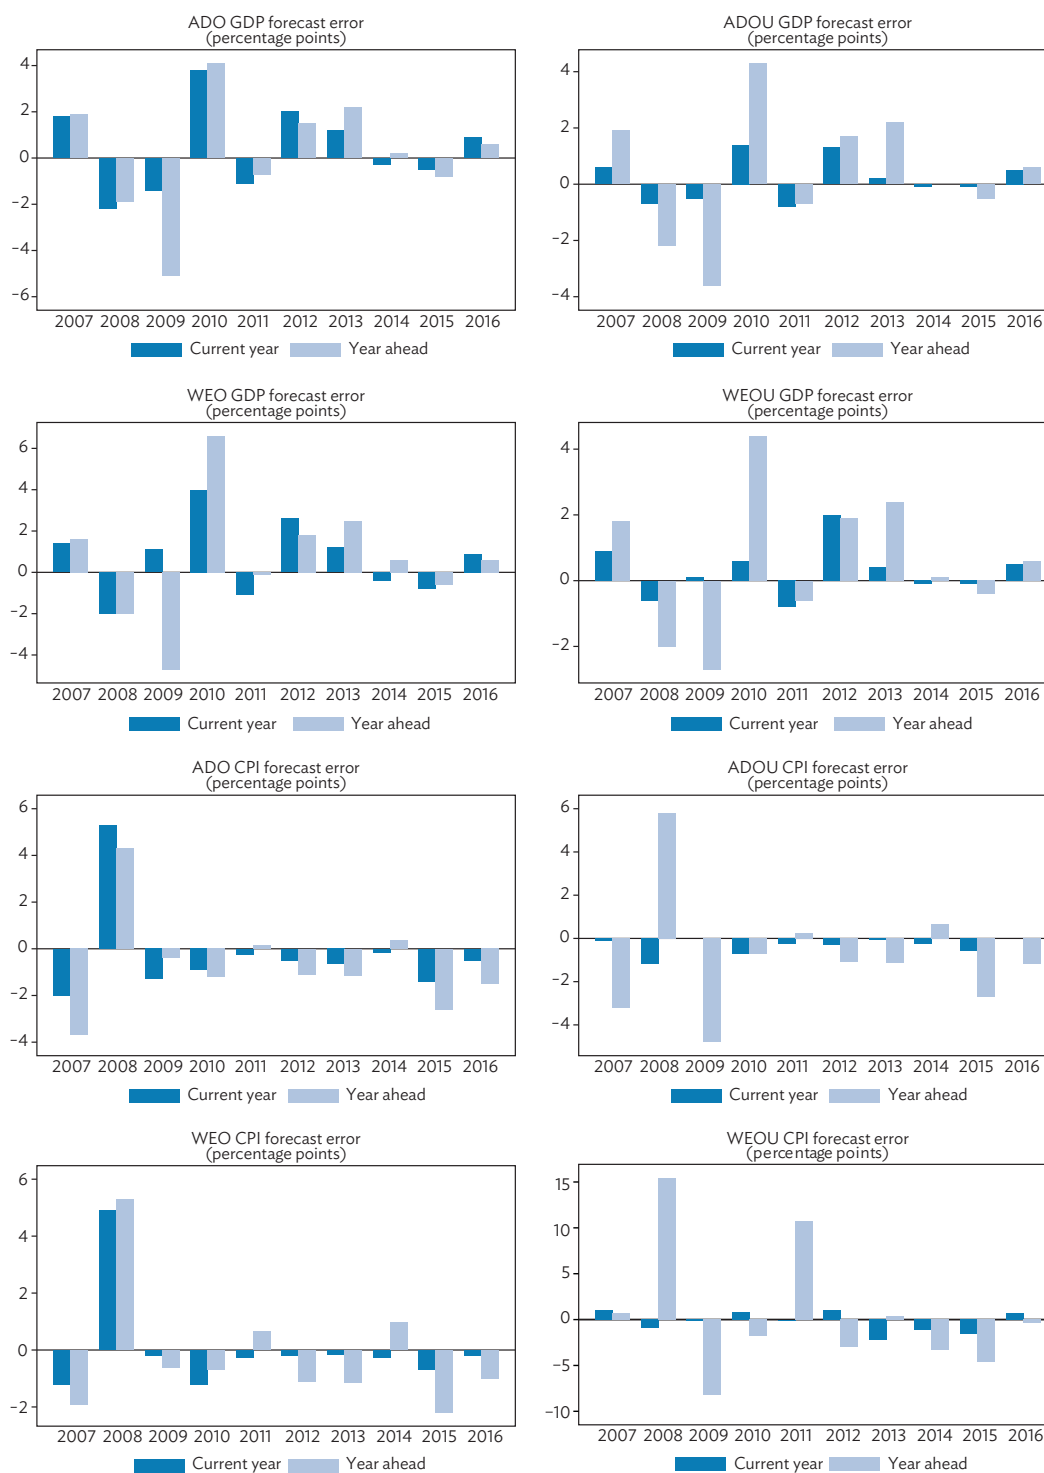 ADO GDP forecast error
(percentage points)
4
2
0
−2
−4
−6
2007 2008 2009 2010 2011 2012 2013 2014 2015 2016
Current year Year ahead
ADOU GDP forecast error
(percentage points)
4
2
0
−2
−4
2007 2008 2009 2010 2011 2012 2013 2014 2015 2016
Current year Year ahead
WEO GDP forecast error
(percentage points)
6
4
2
0
−2
−4
2007 2008 2009 2010 2011 2012 2013 2014 2015 2016
Current year Year ahead
WEOU GDP forecast error
(percentage points)
4
2
0
−2
2007 2008 2009 2010 2011 2012 2013 2014 2015 2016
Current year Year ahead
ADO CPI forecast error
(percentage points)
6
4
2
0
−2
−4
2007 2008 2009 2010 2011 2012 2013 2014 2015 2016
Current year Year ahead
ADOU CPI forecast error
(percentage points)
6
4
2
0
−2
−4
2007 2008 2009 2010 2011 2012 2013 2014 2015 2016
Current year Year ahead
WEO CPI forecast error
(percentage points)
6
4
2
0
−2
2007 2008 2009 2010 2011 2012 2013 2014 2015 2016
Current year Year ahead
WEOU CPI forecast error
(percentage points)
15
10
5
0
−5
−10
2007 2008 2009 2010 2011 2012 2013 2014 2015 2016
Current year Year ahead